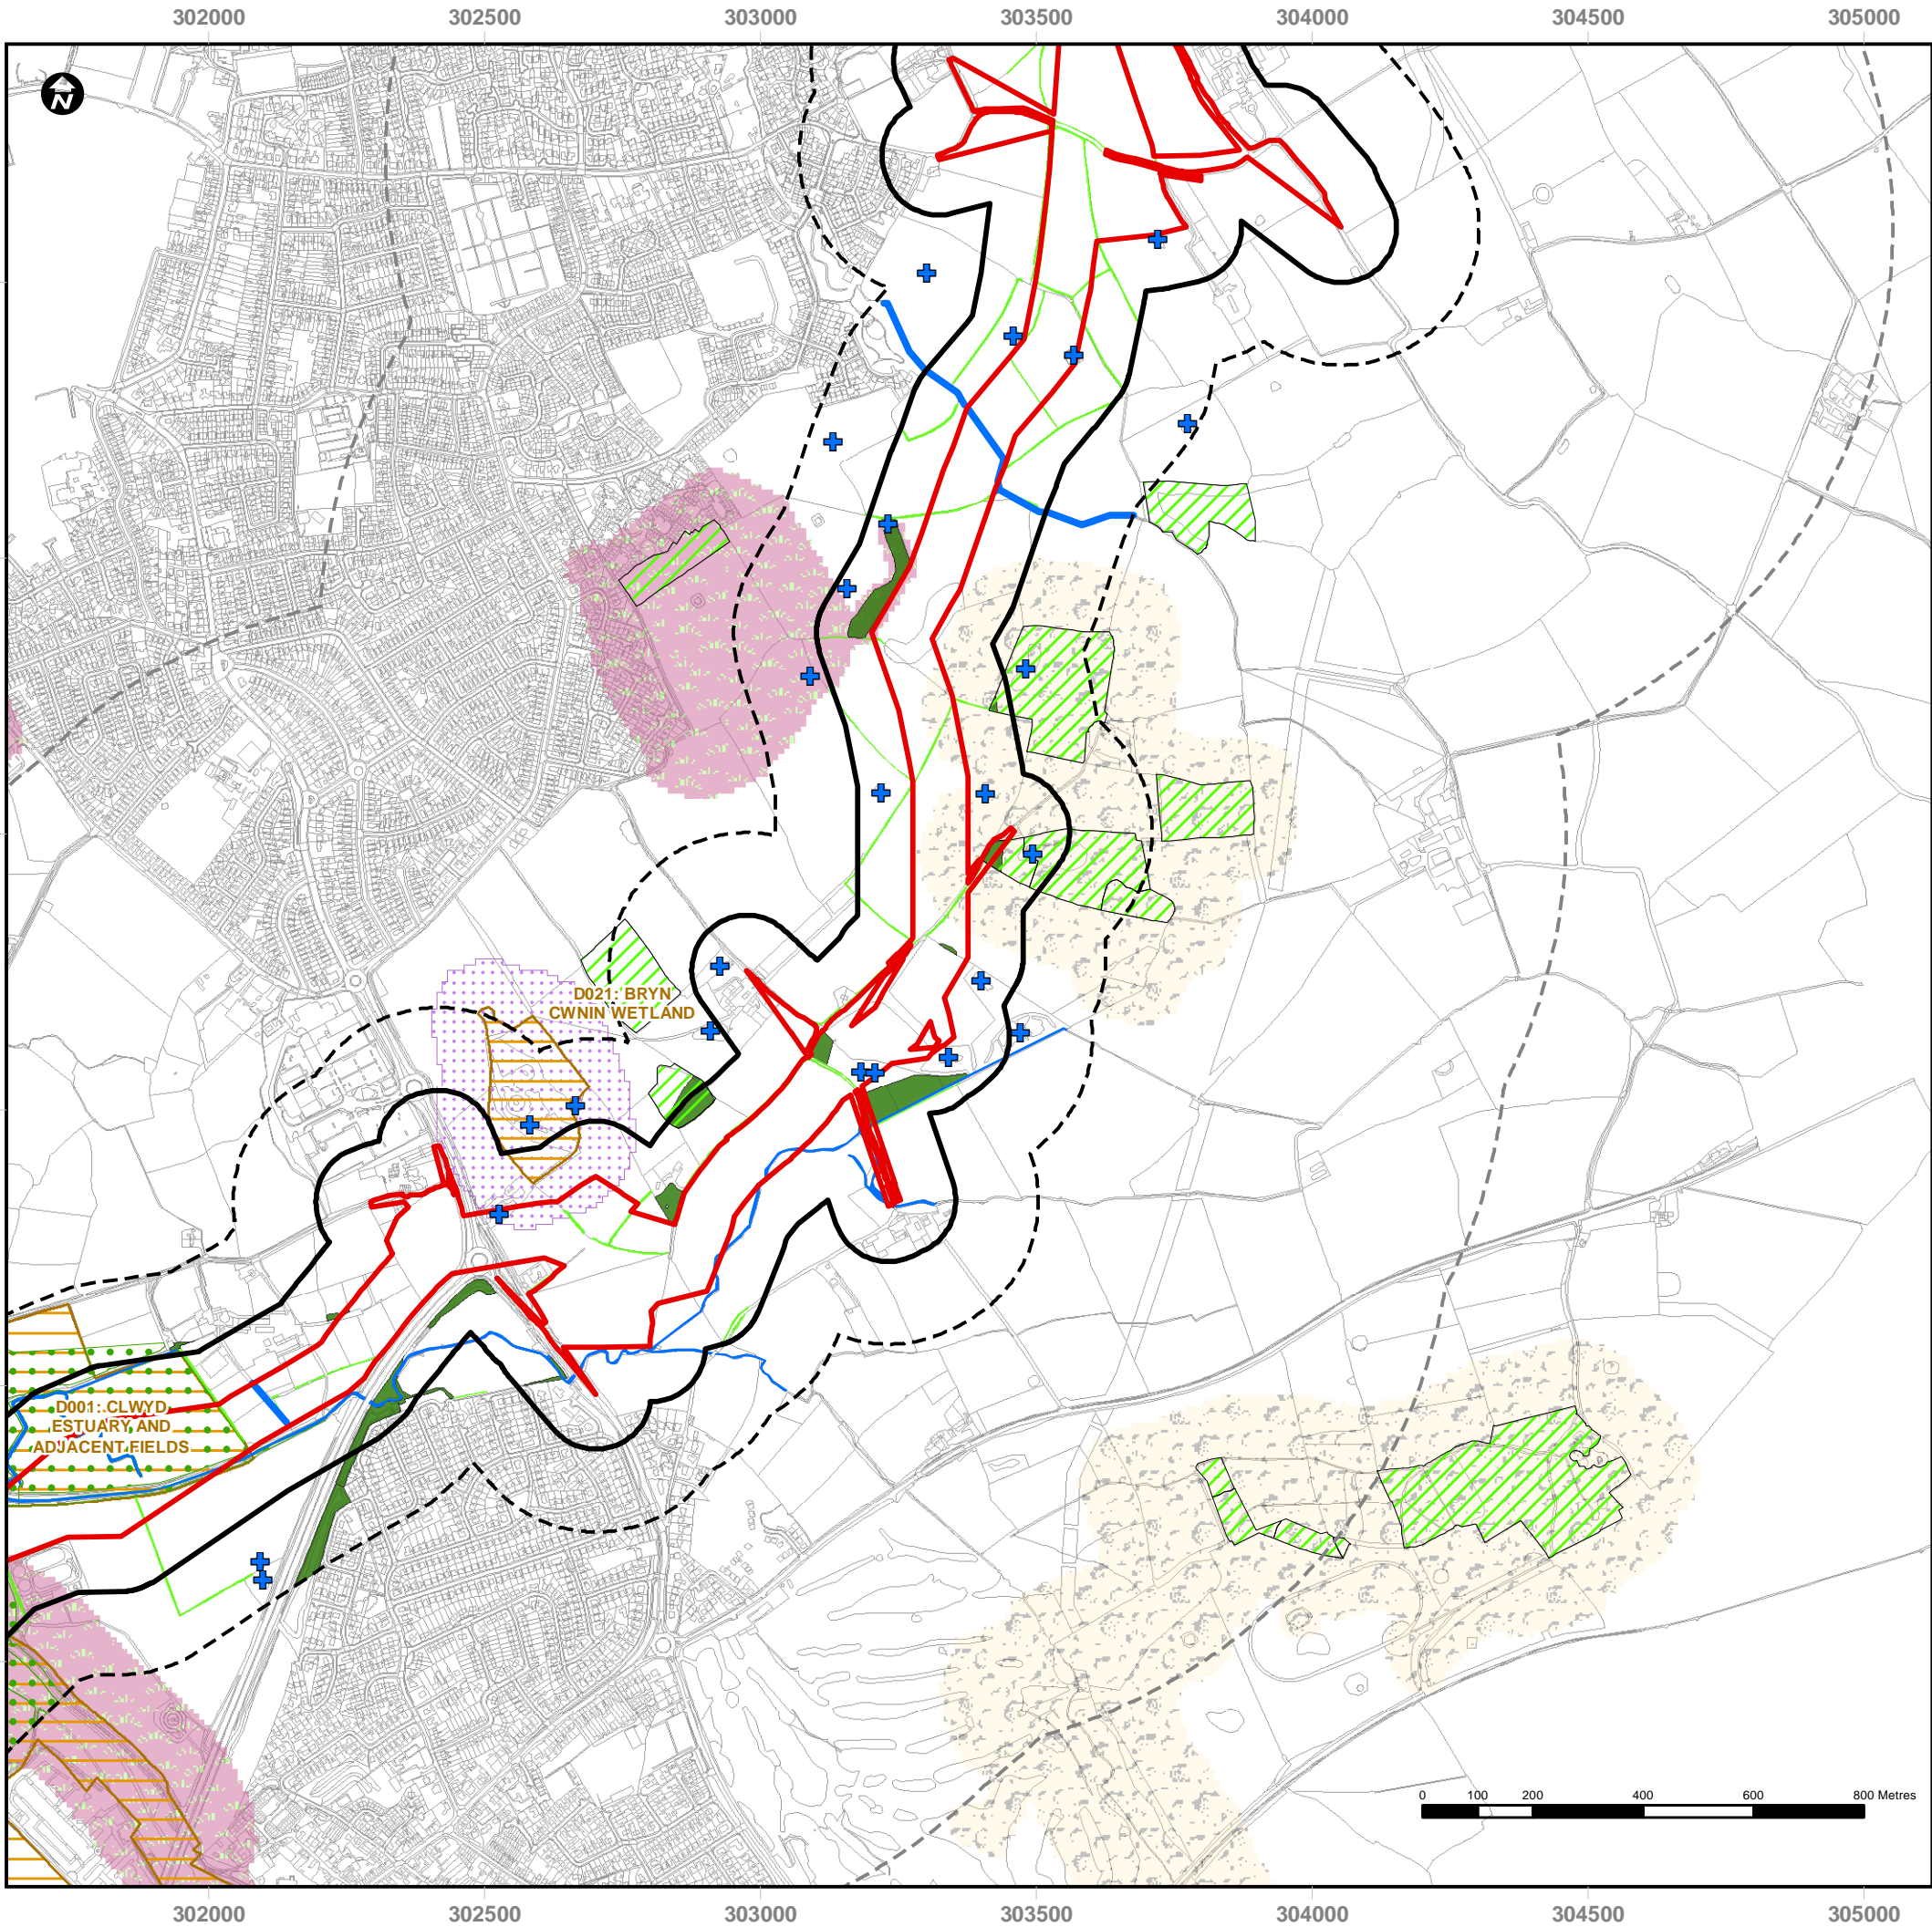 302000 302500 303000 303500 304000 304500 305000
N
D021: BRYN
CWNIN WETLAND
D001: CLWYD
ESTUARY AND
ADJACENT FIELDS
0 100 200 400 600 800 Metres
302000 302500 303000 303500 304000 304500 305000